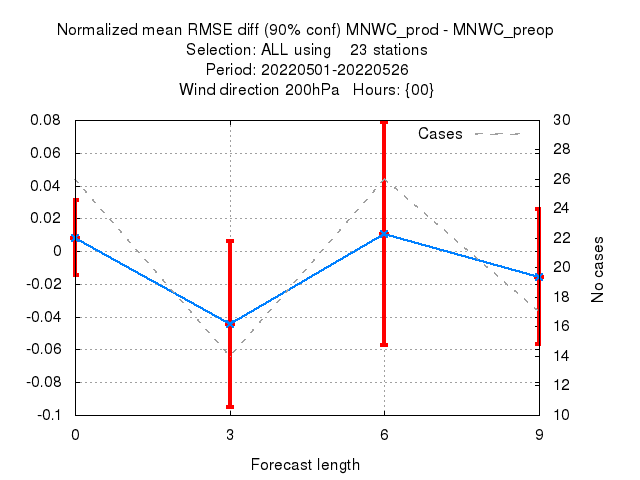 Normalized mean RMSE diff (90% conf) MNWC_prod - MNWC_preop
Selection: ALL using 23 stations
Period: 20220501-20220526
Wind direction 200hPa Hours: {00}
Cases
0.08
0.06
0.04
0.02
0
-0.02
-0.04
-0.06
-0.08
-0.1
30
28
26
24
22
20
18
16
14
12
10
No cases
0 3 6 9
Forecast length